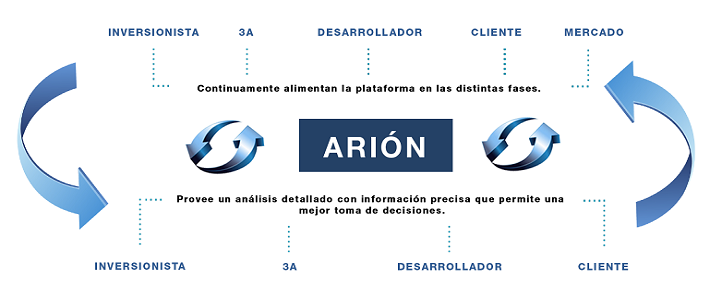 INVERSIONISTA 3A DESARROLLADOR CLIENTE MERCADO
Continuamente alimentan la plataforma en las distintas fases.
ARIÓN
Provee un análisis detallado con información precisa que permite una
mejor toma de decisiones.
INVERSIONISTA 3A DESARROLLADOR CLIENTE